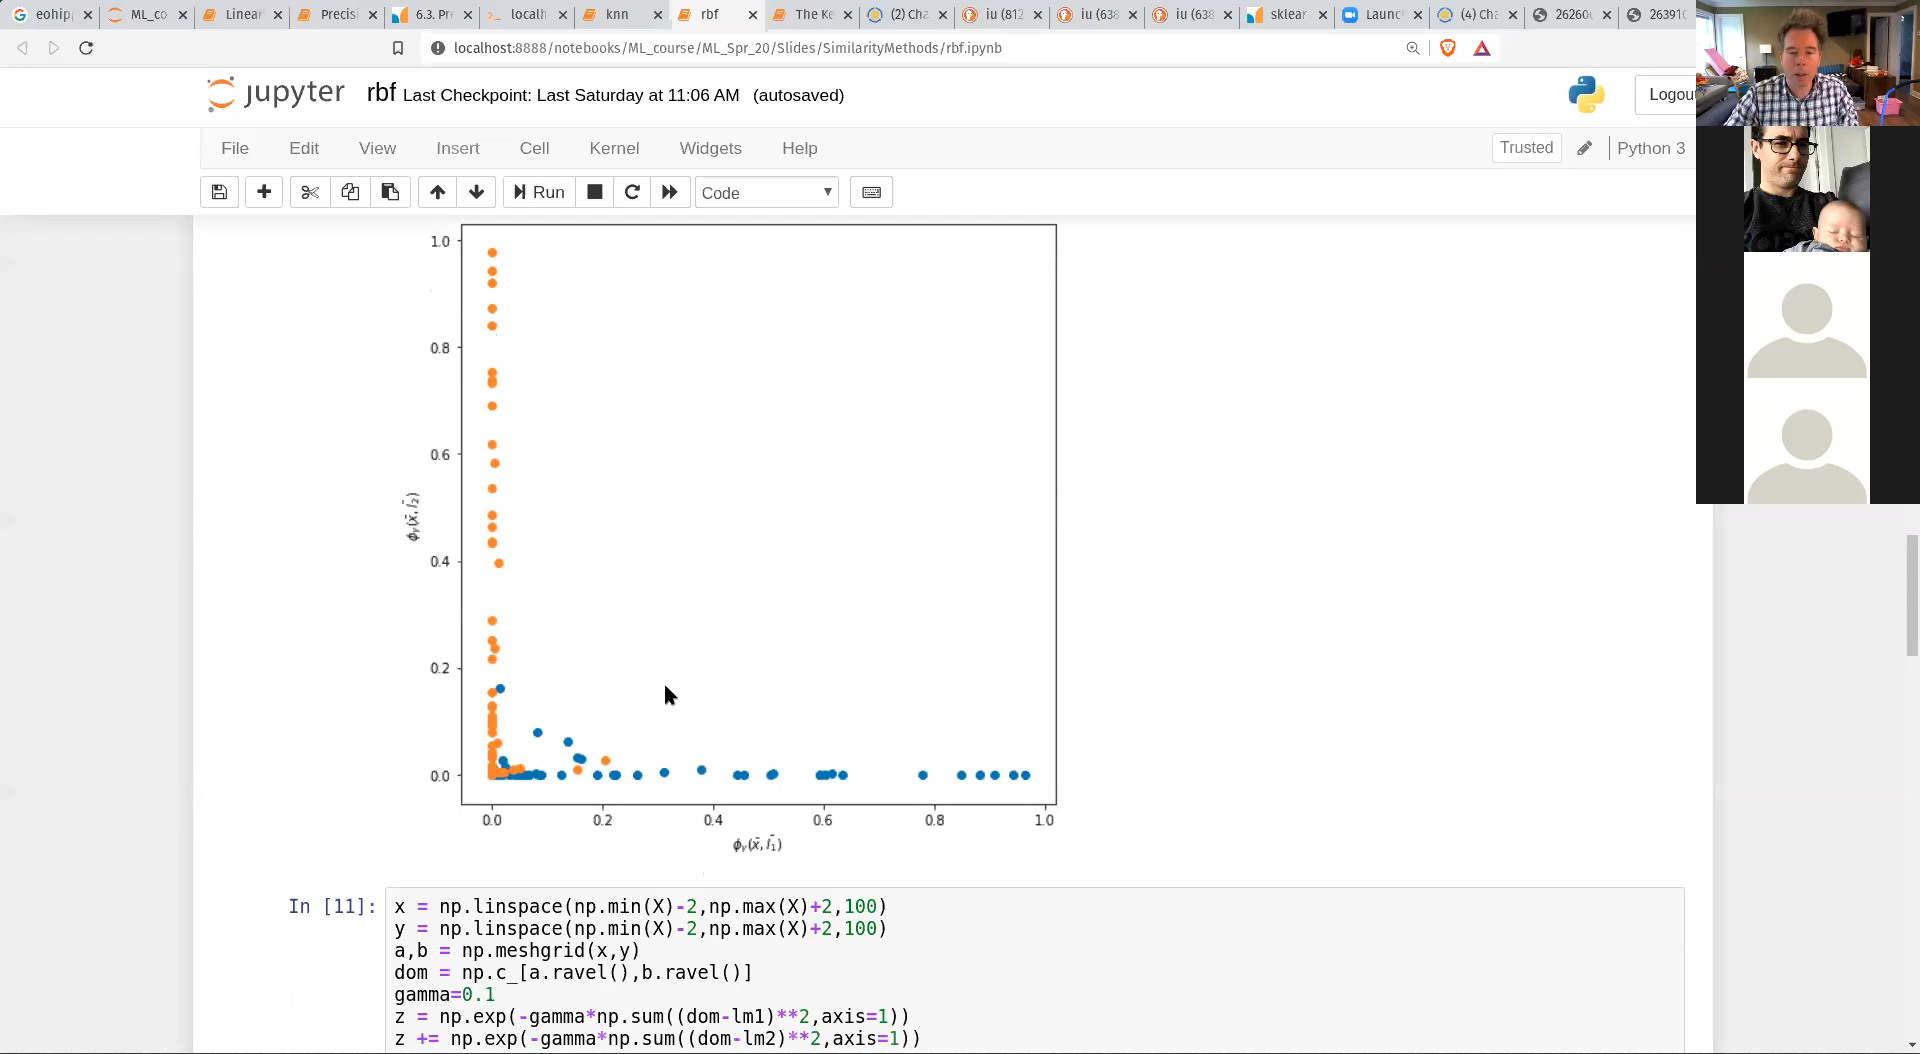 eohip ML_co Linear Precisi 6.3. Pre localh knn rbf The Ke (2) Cha iu (812 iu (638 iu (638 sklear Launc (4) Cha 26260 26391
localhost:8888/notebooks/ML_course/ML_Spr_20/Slides/SimilarityMethods/rbf.ipynb
jupyter rbf Last Checkpoint: Last Saturday at 11:06 AM (autosaved)
Logou
File Edit View Insert Cell Kernel Widgets Help
Trusted Python 3
Run Code
1.0
0.8
0.6
0.4
0.2
0.0
ϕγ(x̄, l̄2)
0.0 0.2 0.4 0.6 0.8 1.0
ϕγ(x̄, l̄1)
In [11]:
x = np.linspace(np.min(X)-2,np.max(X)+2,100)
y = np.linspace(np.min(X)-2,np.max(X)+2,100)
a,b = np.meshgrid(x,y)
dom = np.c_[a.ravel(),b.ravel()]
gamma=0.1
z = np.exp(-gamma*np.sum((dom-lm1)**2,axis=1))
z += np.exp(-gamma*np.sum((dom-lm2)**2,axis=1))